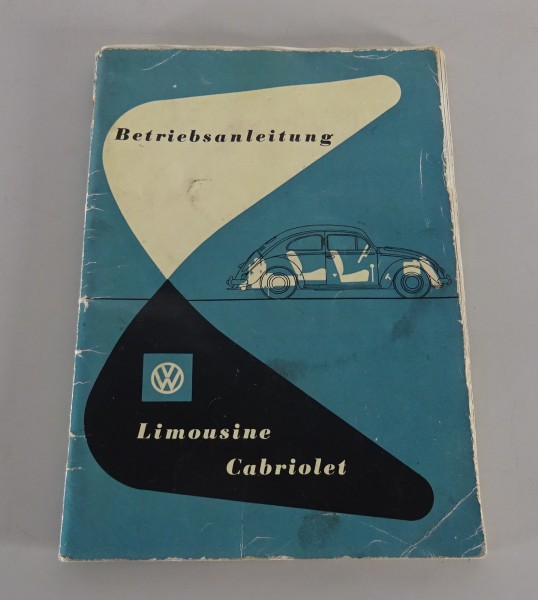 Betriebsanleitung
VW
Limousine
Cabriolet